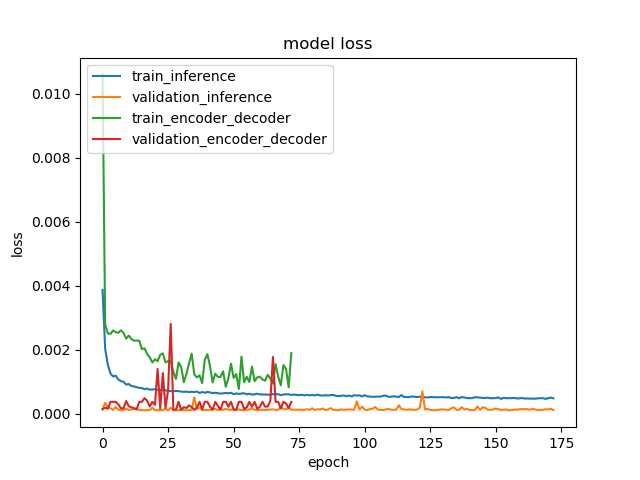 model loss
train_inference
validation_inference
train_encoder_decoder
validation_encoder_decoder
loss
0.010
0.008
0.006
0.004
0.002
0.000
0 25 50 75 100 125 150 175
epoch